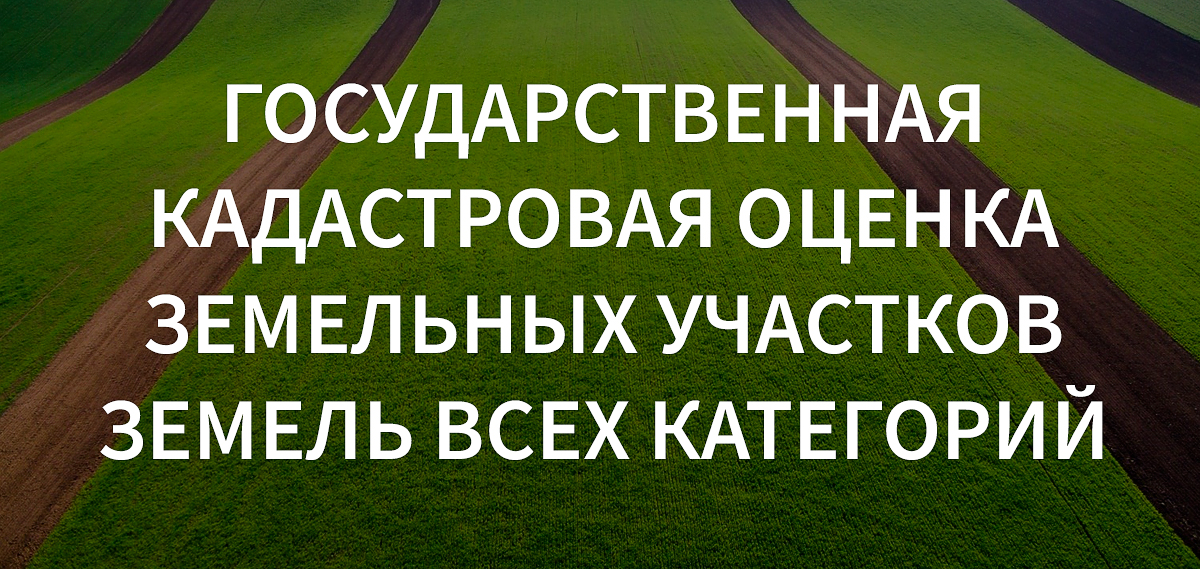 ГОСУДАРСТВЕННАЯ
КАДАСТРОВАЯ ОЦЕНКА
ЗЕМЕЛЬНЫХ УЧАСТКОВ
ЗЕМЕЛЬ ВСЕХ КАТЕГОРИЙ